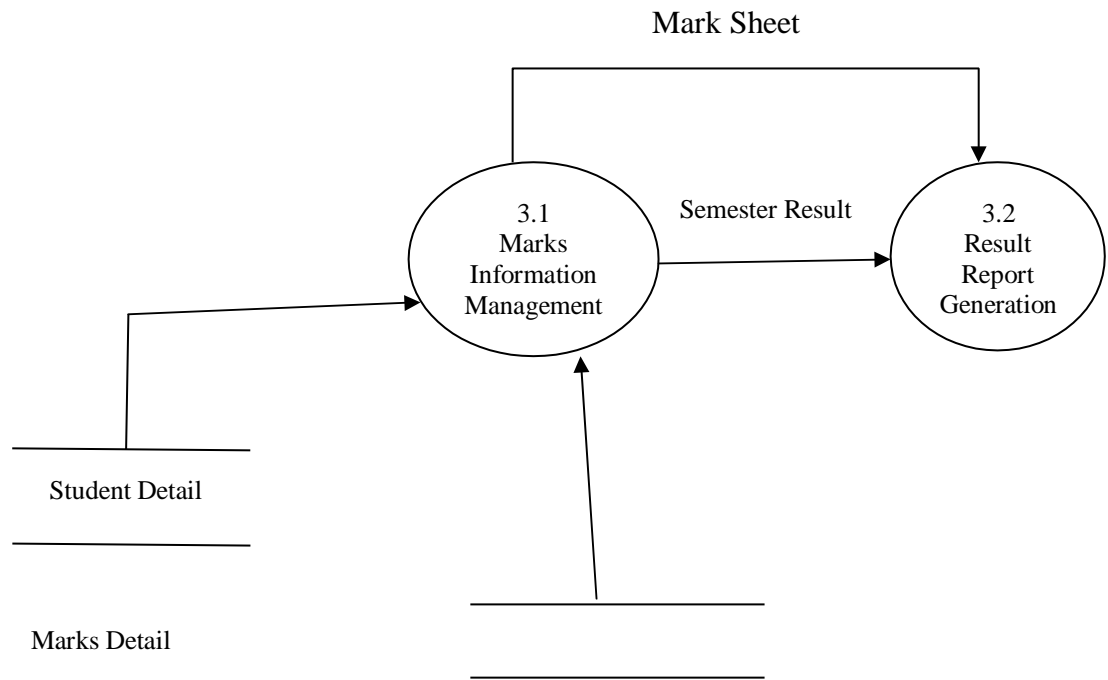 Mark Sheet
3.1
Marks
Information
Management
Semester Result
3.2
Result
Report
Generation
Student Detail
Marks Detail